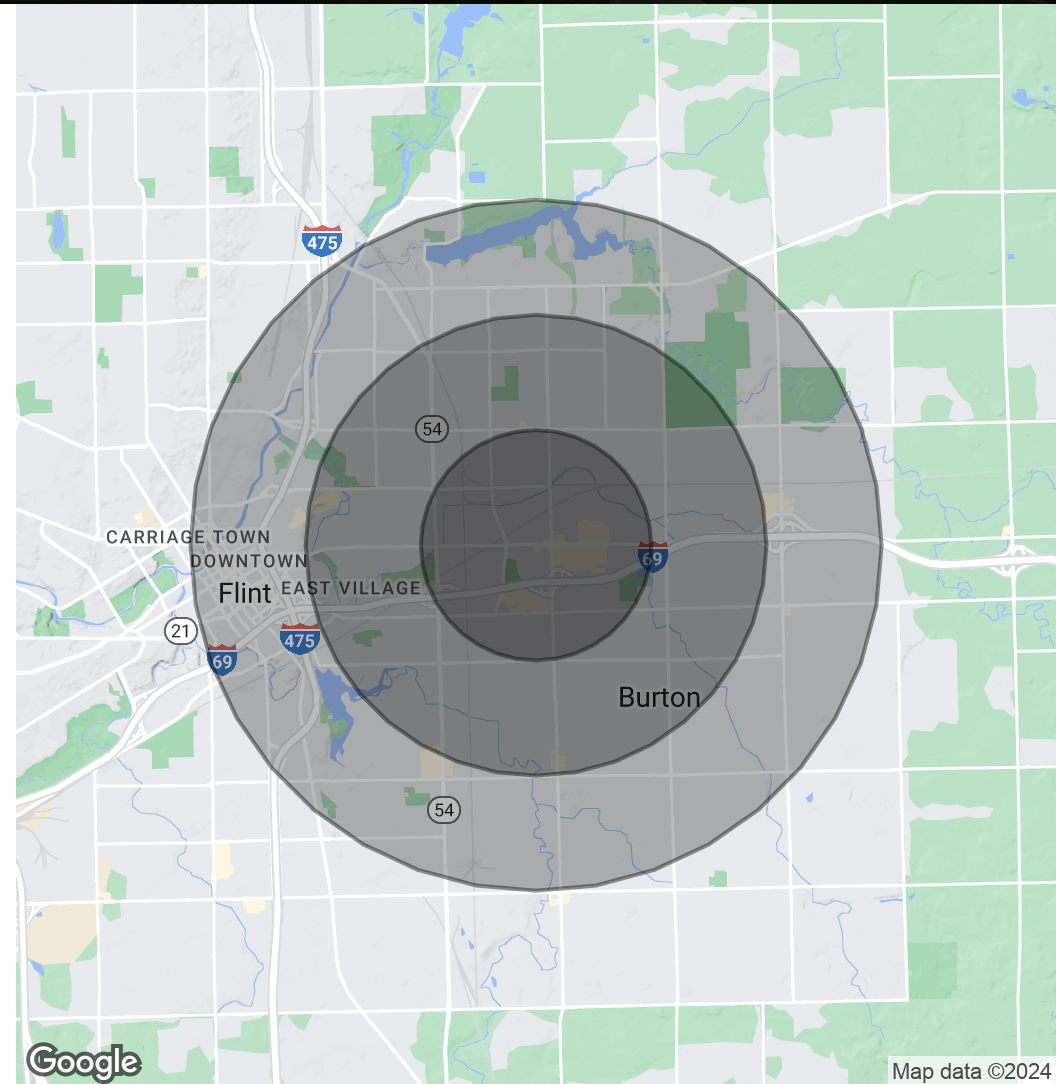 475
54
CARRIAGE TOWN
DOWNTOWN
69
Flint
EAST VILLAGE
21
475
69
Burton
54
Google
Map data ©2024